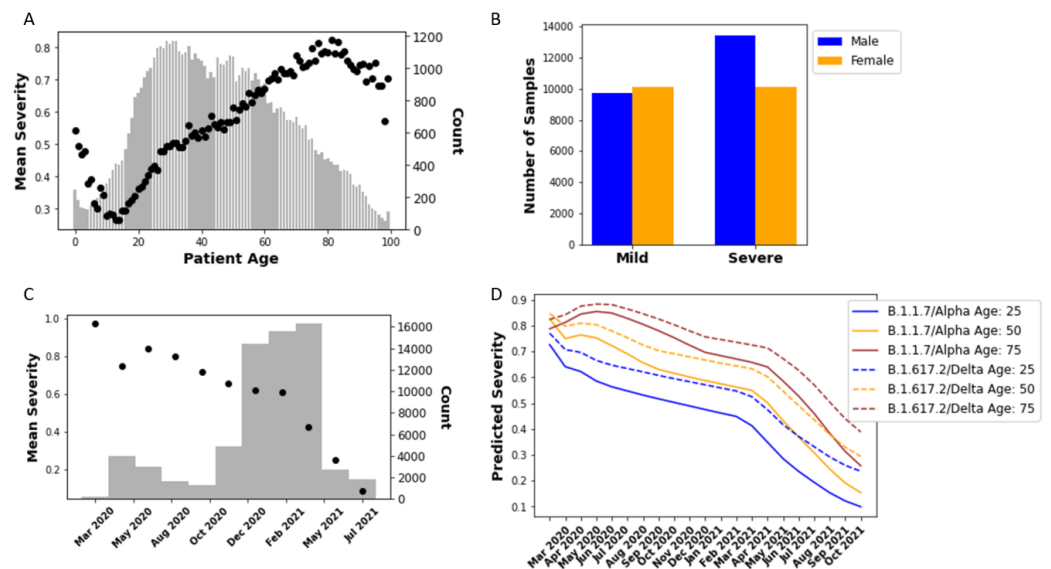 A
Mean Severity
0.8
0.7
0.6
0.5
0.4
0.3
0 20 40 60 80 100
Patient Age
1200
1000
800
600
400
200
0
Count
B
Number of Samples
14000
12000
10000
8000
6000
4000
2000
0
Mild Severe
Male
Female
C
Mean Severity
1.0
0.8
0.6
0.4
0.2
Mar 2020
May 2020
Aug 2020
Oct 2020
Dec 2020
Feb 2021
May 2021
Jul 2021
16000
14000
12000
10000
8000
6000
4000
2000
0
Count
D
Predicted Severity
0.9
0.8
0.7
0.6
0.5
0.4
0.3
0.2
0.1
Mar 2020
Apr 2020
May 2020
Jun 2020
Jul 2020
Aug 2020
Sep 2020
Oct 2020
Nov 2020
Dec 2020
Jan 2021
Feb 2021
Mar 2021
Apr 2021
May 2021
Jun 2021
Jul 2021
Aug 2021
Sep 2021
Oct 2021
B.1.1.7/Alpha Age: 25
B.1.1.7/Alpha Age: 50
B.1.1.7/Alpha Age: 75
B.1.617.2/Delta Age: 25
B.1.617.2/Delta Age: 50
B.1.617.2/Delta Age: 75